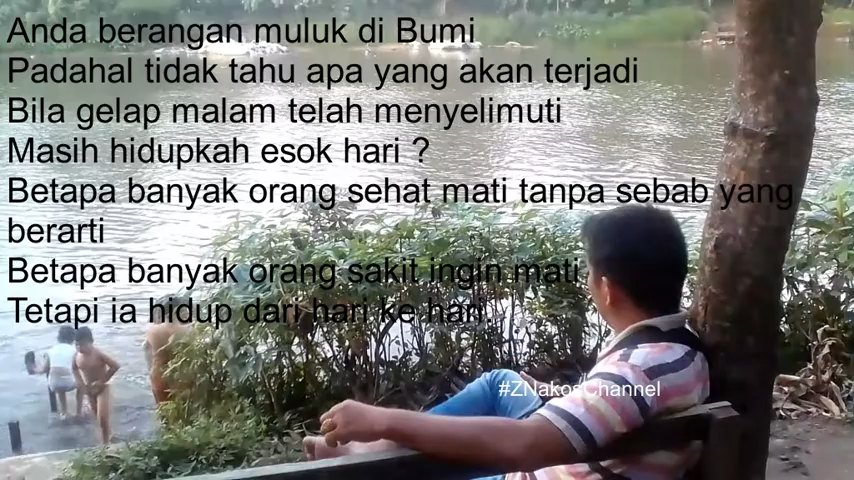 Anda berangan muluk di Bumi
Padahal tidak tahu apa yang akan terjadi
Bila gelap malam telah menyelimuti
Masih hidupkah esok hari ?
Betapa banyak orang sehat mati tanpa sebab yang
berarti
Betapa banyak orang sakit ingin mati
Tetapi ia hidup dari hari ke hari.
#ZNakosChannel